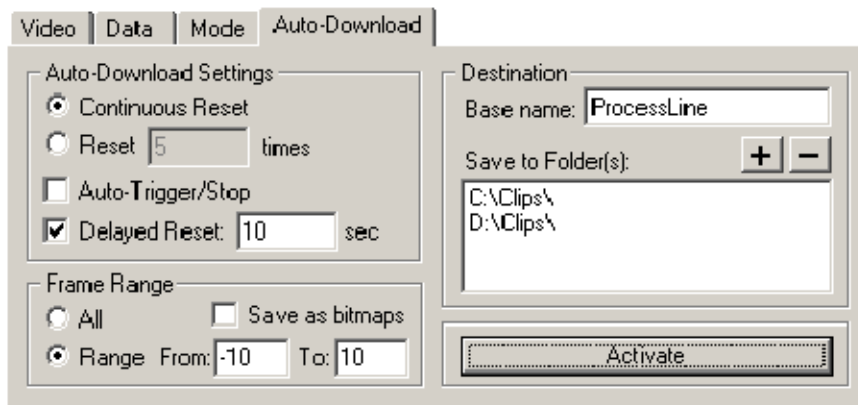 Video Data Mode Auto-Download
Auto-Download Settings
Continuous Reset
Reset 5 times
Auto-Trigger/Stop
Delayed Reset: 10 sec
Frame Range
All Save as bitmaps
Range From: -10 To: 10
Destination
Base name: ProcessLine
Save to Folder(s): + −
C:\Clips\
D:\Clips\
Activate